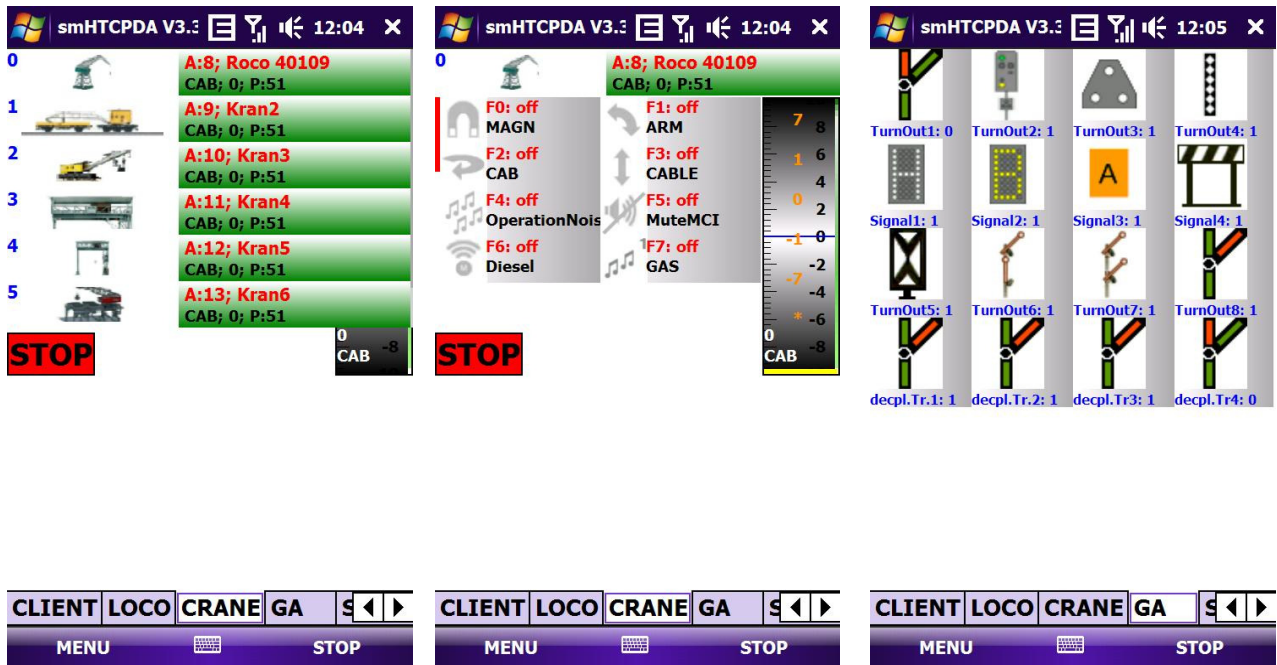 smHTCPDA V3.3 12:04
0
A:8; Roco 40109
CAB; 0; P:51
1
A:9; Kran2
CAB; 0; P:51
2
A:10; Kran3
CAB; 0; P:51
3
A:11; Kran4
CAB; 0; P:51
4
A:12; Kran5
CAB; 0; P:51
5
A:13; Kran6
CAB; 0; P:51
STOP
0
CAB -8
CLIENT LOCO CRANE GA S
MENU STOP
smHTCPDA V3.3 12:04
0
A:8; Roco 40109
CAB; 0; P:51
F0: off F1: off
MAGN ARM
F2: off F3: off
CAB CABLE
F4: off F5: off
OperationNois MuteMCI
F6: off F7: off
Diesel GAS
1
7 8
1 6
4
0 2
-1 0
-2
-7 -4
* -6
0
CAB -8
STOP
CLIENT LOCO CRANE GA S
MENU STOP
smHTCPDA V3.3 12:05
TurnOut1: 0 TurnOut2: 1 TurnOut3: 1 TurnOut4: 1
A
Signal1: 1 Signal2: 1 Signal3: 1 Signal4: 1
TurnOut5: 1 TurnOut6: 1 TurnOut7: 1 TurnOut8: 1
decpl.Tr.1: 1 decpl.Tr.2: 1 decpl.Tr3: 1 decpl.Tr4: 0
CLIENT LOCO CRANE GA S
MENU STOP